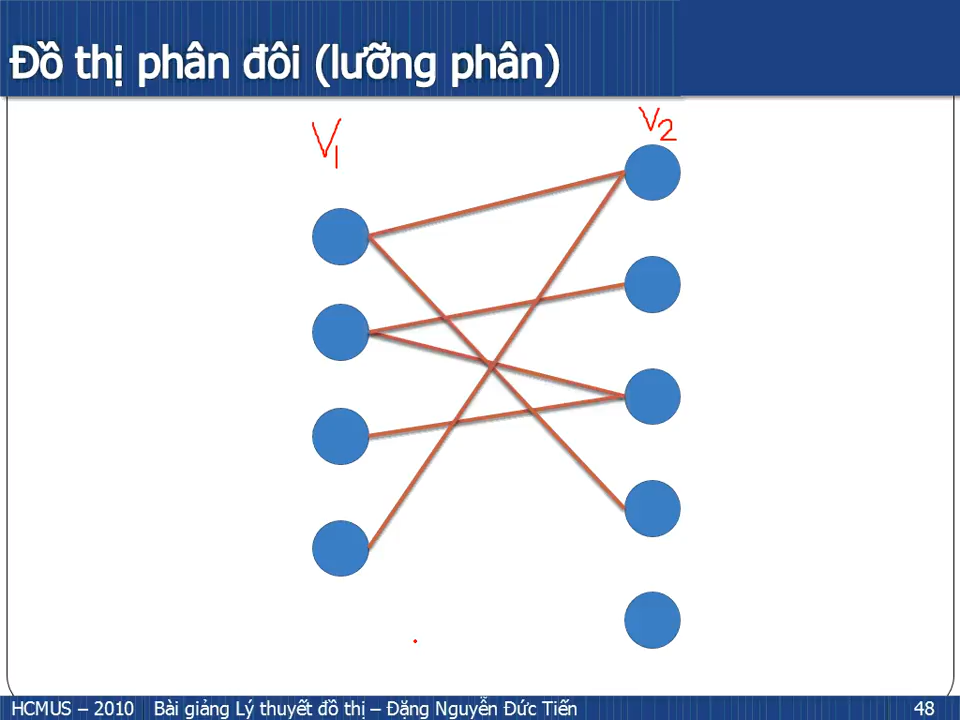 Đồ thị phân đôi (lưỡng phân)
V1
V2
HCMUS – 2010 Bài giảng Lý thuyết đồ thị – Đặng Nguyễn Đức Tiến 48